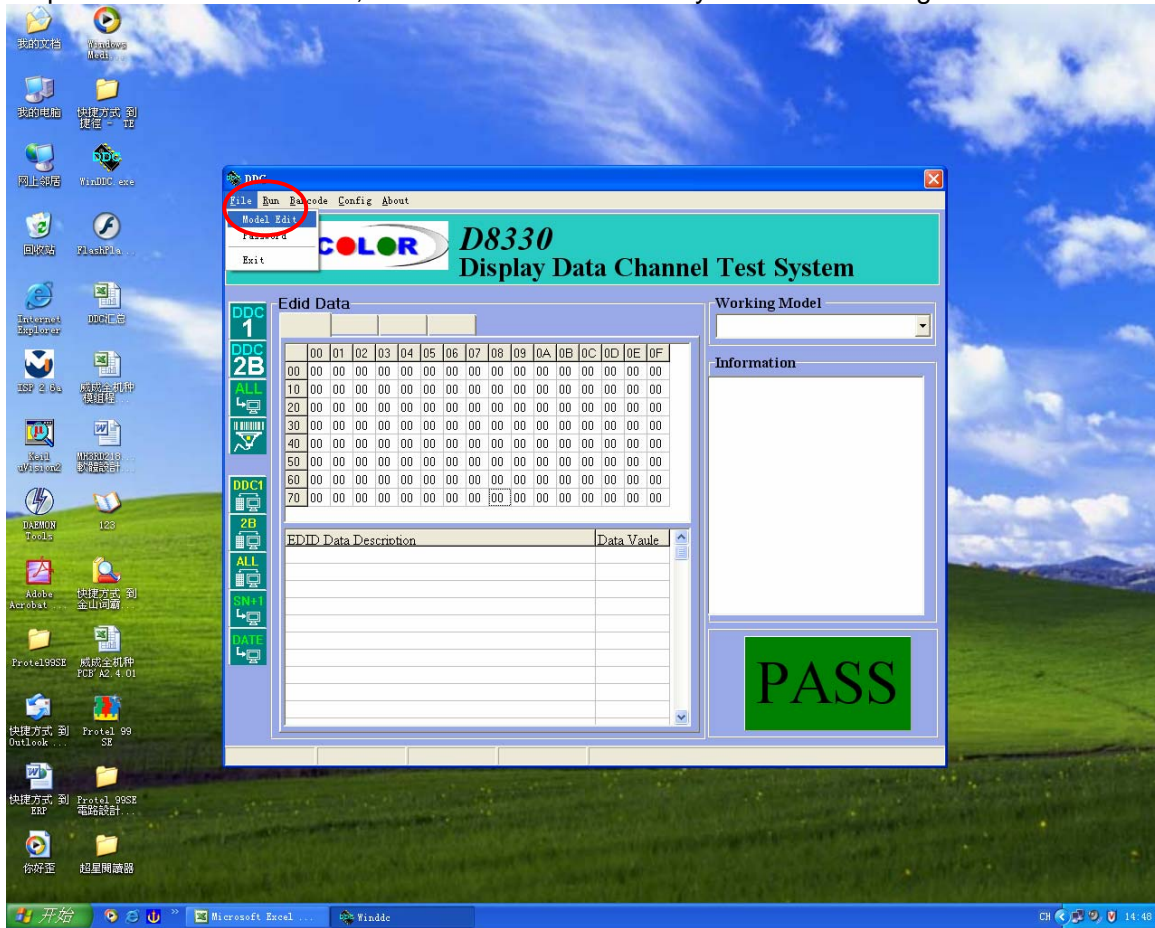 我的文档
Windows Medi...
我的电脑
快捷方式 到
捷徑 - TE
网上邻居
WinDDC.exe
回收站
FlashPla...
Internet Explorer
DDC汇总
ISP 2.8a
威成全机种
模組程...
Keil uVision2
軟體設計...
DAEMON Tools
123
Adobe Acrobat ...
快捷方式 到
金山词霸...
Protel99SE
威成全机种
PCB' A2.4.01
快捷方式 到
Outlook ...
Protel 99 SE
快捷方式 到
ERP
Protel 99SE
電路設計...
你好歪
超星閱讀器
DDC
File Run Barcode Config About
Model Edit
Password
Exit
COLOR
D8330
Display Data Channel Test System
DDC 1
DDC 2B
ALL
DDC1
2B
ALL
SN+1
DATE
Edid Data
00 01 02 03 04 05 06 07 08 09 0A 0B 0C 0D 0E 0F
00 00 00 00 00 00 00 00 00 00 00 00 00 00 00 00 00
10 00 00 00 00 00 00 00 00 00 00 00 00 00 00 00 00
20 00 00 00 00 00 00 00 00 00 00 00 00 00 00 00 00
30 00 00 00 00 00 00 00 00 00 00 00 00 00 00 00 00
40 00 00 00 00 00 00 00 00 00 00 00 00 00 00 00 00
50 00 00 00 00 00 00 00 00 00 00 00 00 00 00 00 00
60 00 00 00 00 00 00 00 00 00 00 00 00 00 00 00 00
70 00 00 00 00 00 00 00 00 00 00 00 00 00 00 00 00
EDID Data Description Data Vaule
Working Model
Information
PASS
开始
Microsoft Excel ...
Winddc
CH
14:48